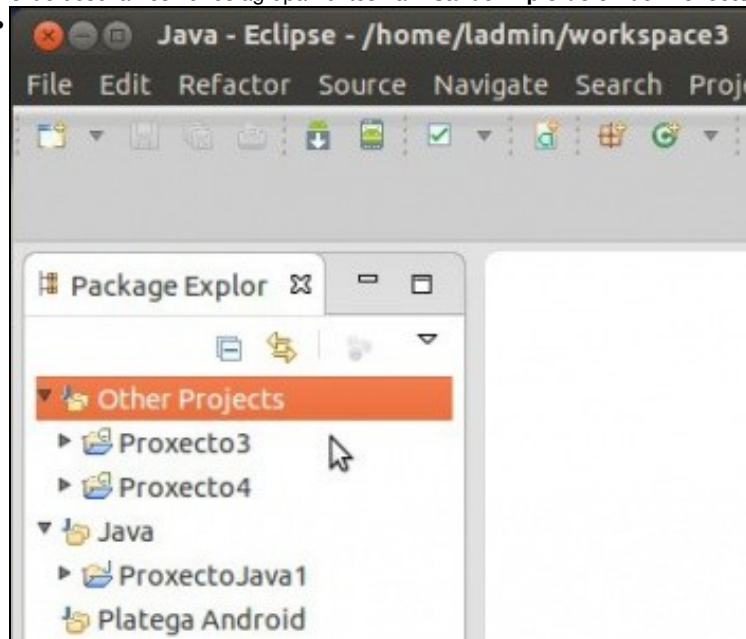 Java - Eclipse - /home/ladmin/workspace3
File Edit Refactor Source Navigate Search Proj
Package Explor
Other Projects
Proxecto3
Proxecto4
Java
ProxectoJava1
Platega Android